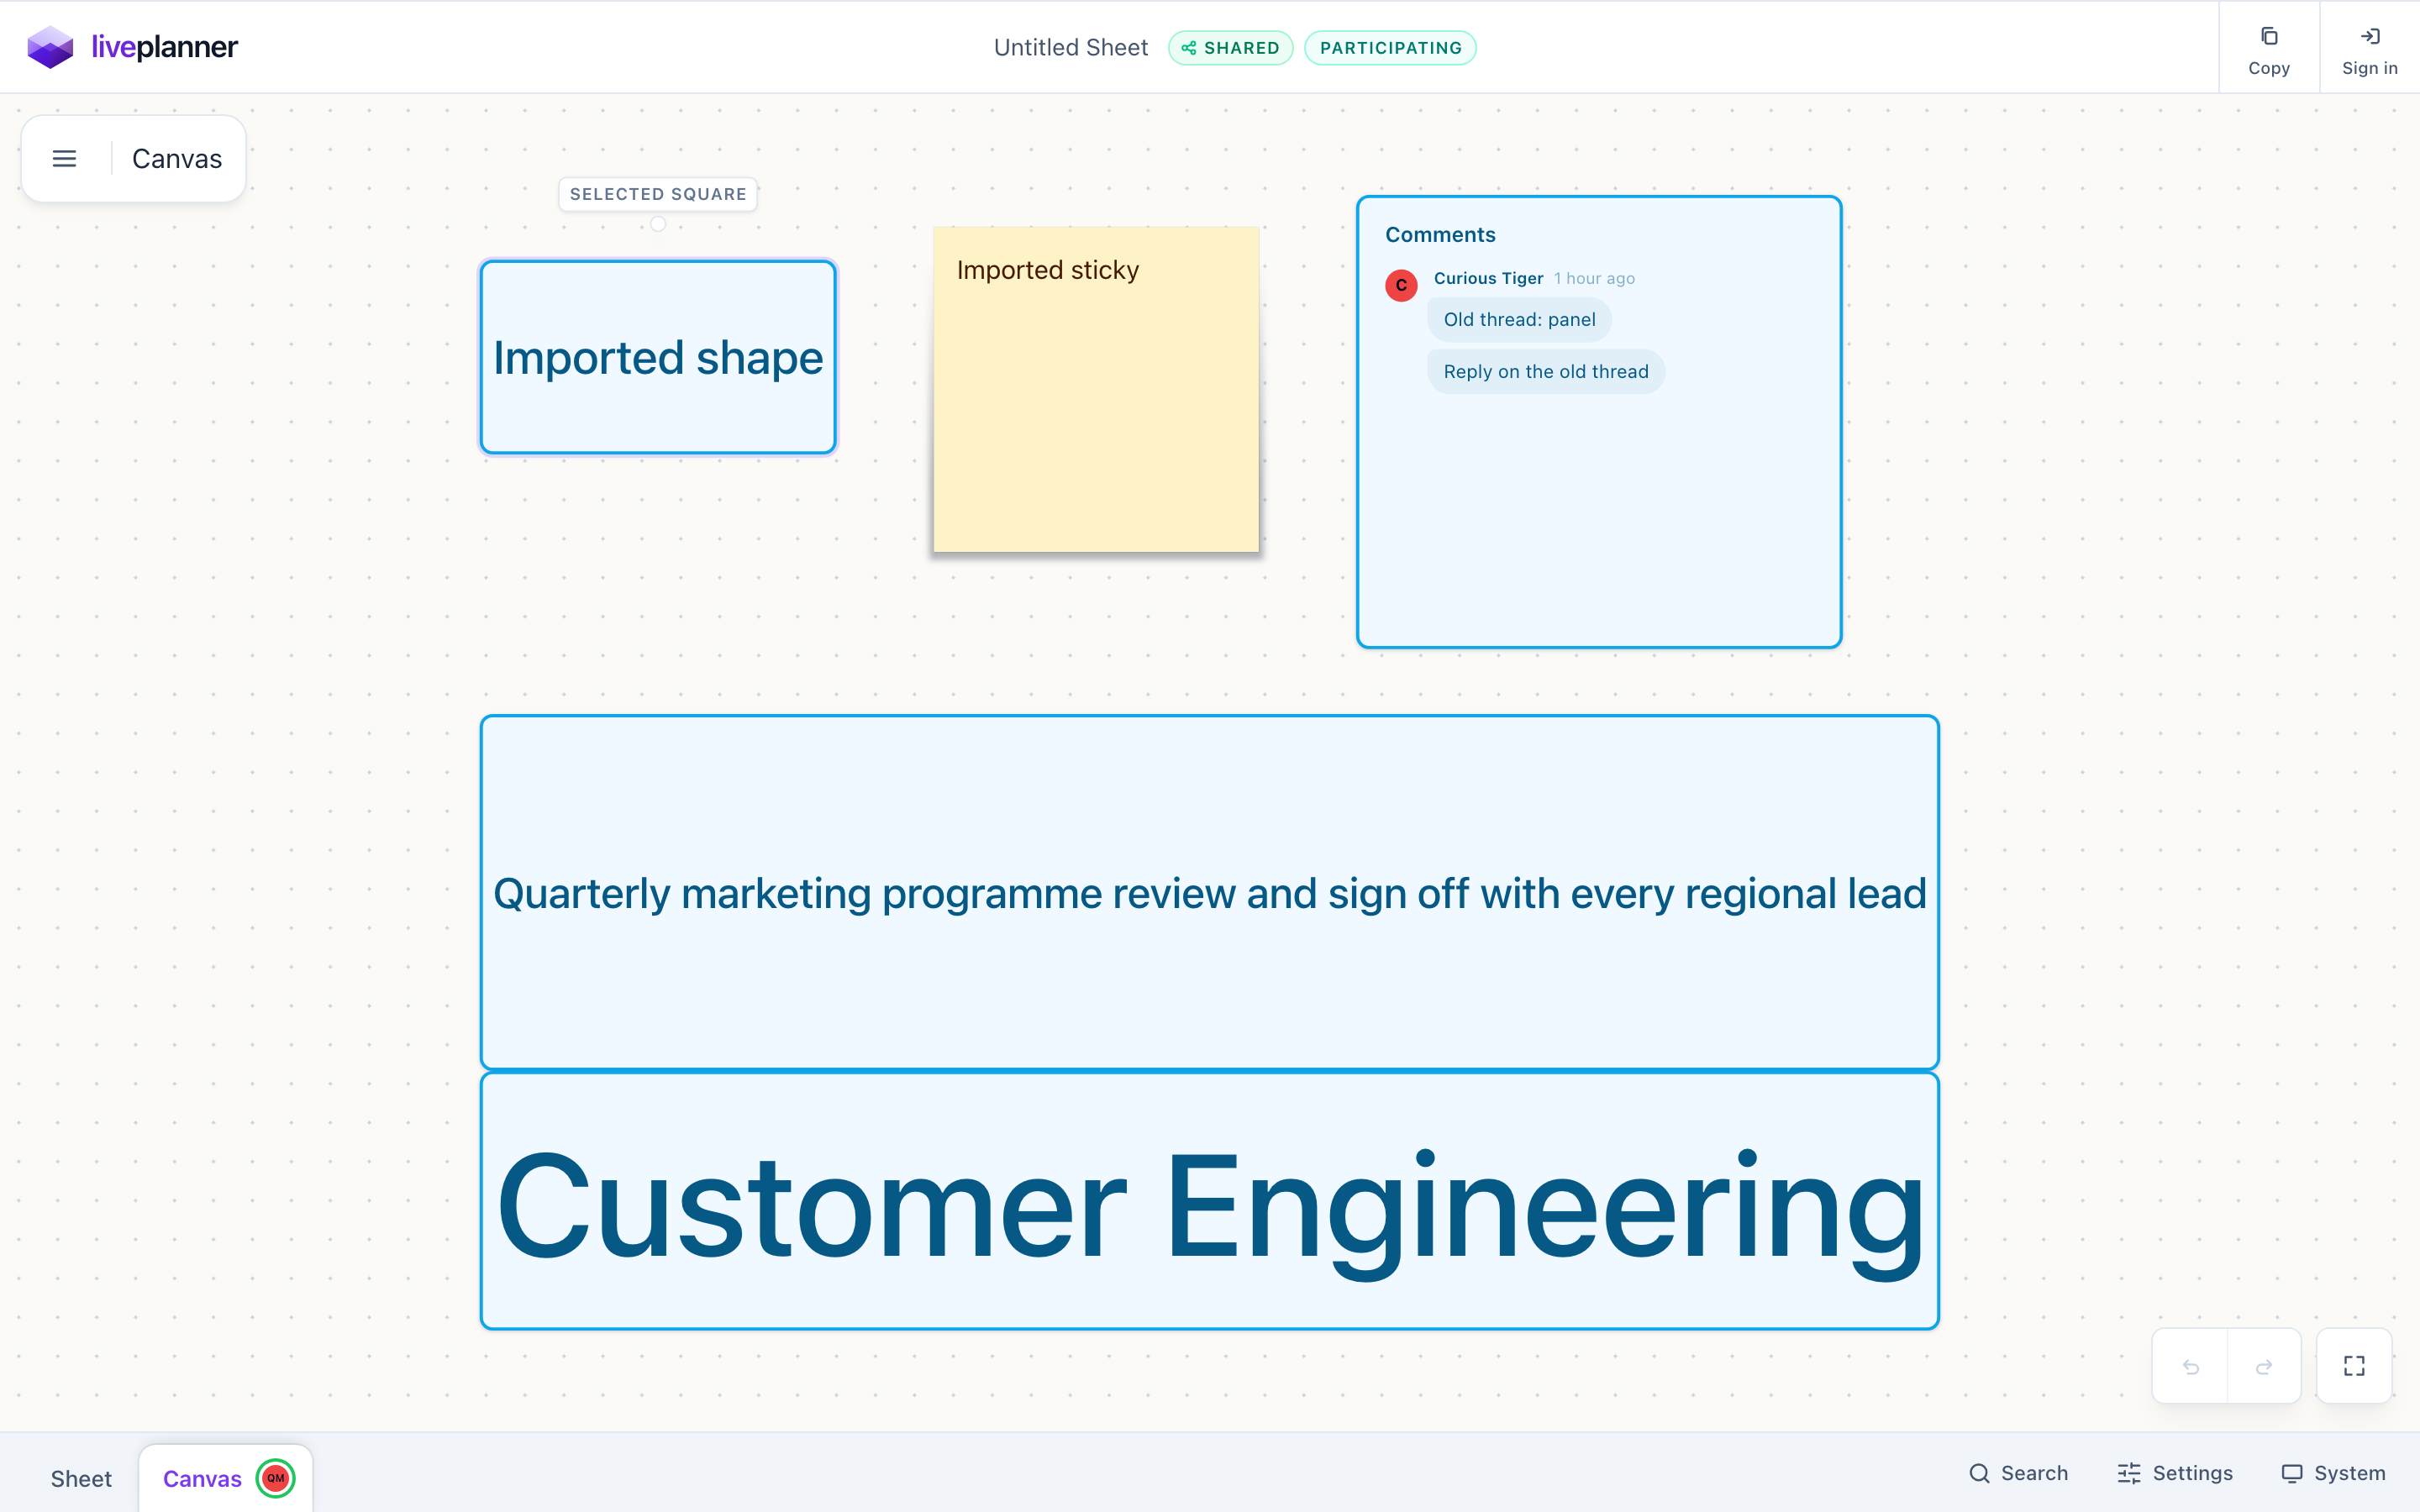 liveplanner
Untitled Sheet
SHARED
PARTICIPATING
Copy
Sign in
Canvas
SELECTED SQUARE
Imported shape
Imported sticky
Comments
C
Curious Tiger 1 hour ago
Old thread: panel
Reply on the old thread
Quarterly marketing programme review and sign off with every regional lead
Customer Engineering
Sheet
Canvas
QM
Search
Settings
System